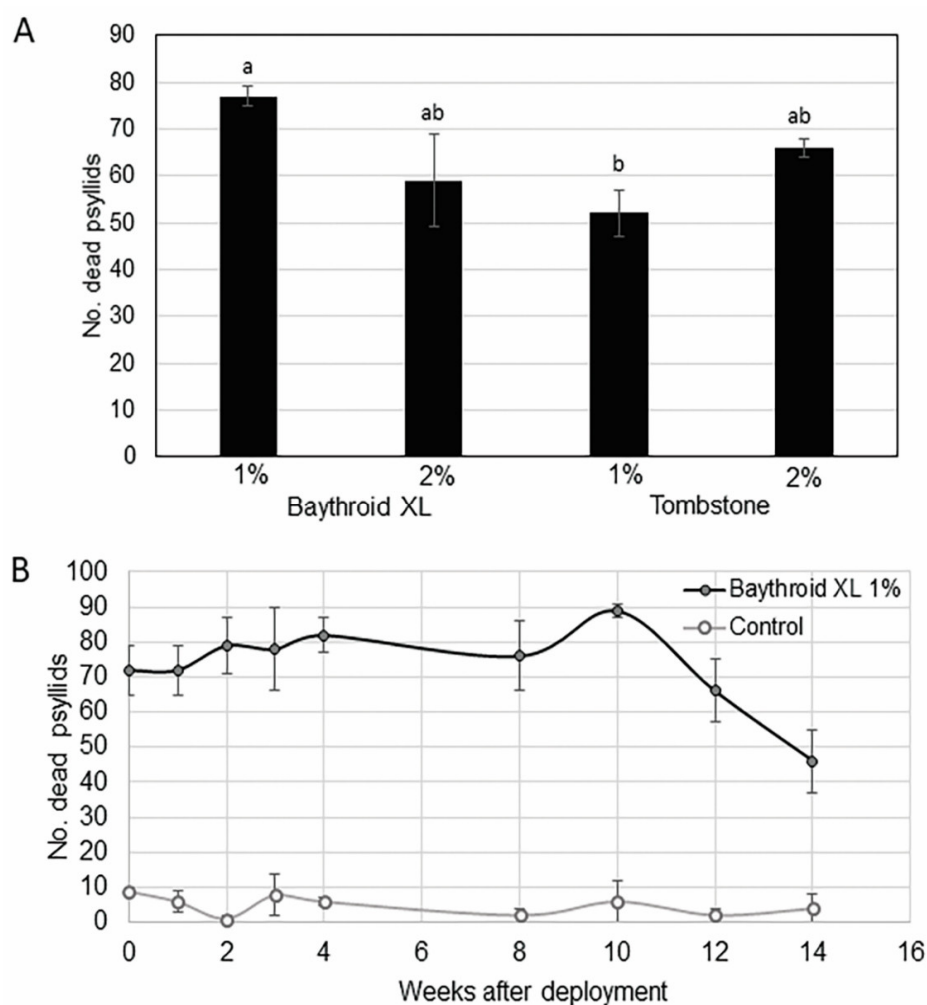 A
No. dead psyllids
90
80
70
60
50
40
30
20
10
0
a
ab
b
ab
1%
2%
1%
2%
Baythroid XL
Tombstone
B
No. dead psyllids
100
90
80
70
60
50
40
30
20
10
0
Baythroid XL 1%
Control
0 2 4 6 8 10 12 14 16
Weeks after deployment